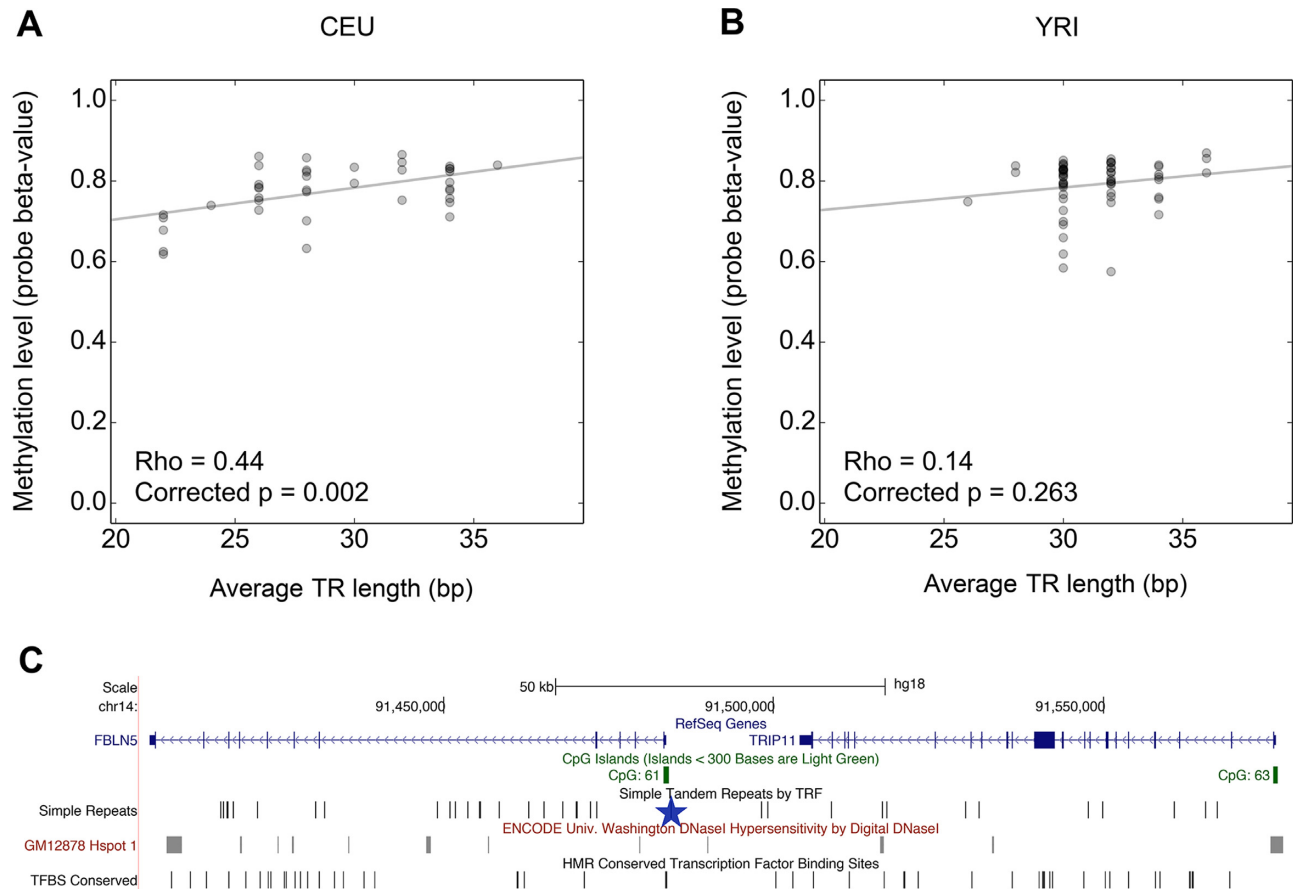 A
CEU
Methylation level (probe beta-value)
1.0
0.8
0.6
0.4
0.2
0.0
Rho = 0.44
Corrected p = 0.002
20 25 30 35
Average TR length (bp)
B
YRI
Methylation level (probe beta-value)
1.0
0.8
0.6
0.4
0.2
0.0
Rho = 0.14
Corrected p = 0.263
20 25 30 35
Average TR length (bp)
C
Scale 50 kb hg18
chr14: 91,450,000 91,500,000 91,550,000
RefSeq Genes
FBLN5 TRIP11
CpG Islands (Islands < 300 Bases are Light Green)
CpG: 61 CpG: 63
Simple Tandem Repeats by TRF
Simple Repeats
ENCODE Univ. Washington DNaseI Hypersensitivity by Digital DNaseI
GM12878 Hspot 1
HMR Conserved Transcription Factor Binding Sites
TFBS Conserved